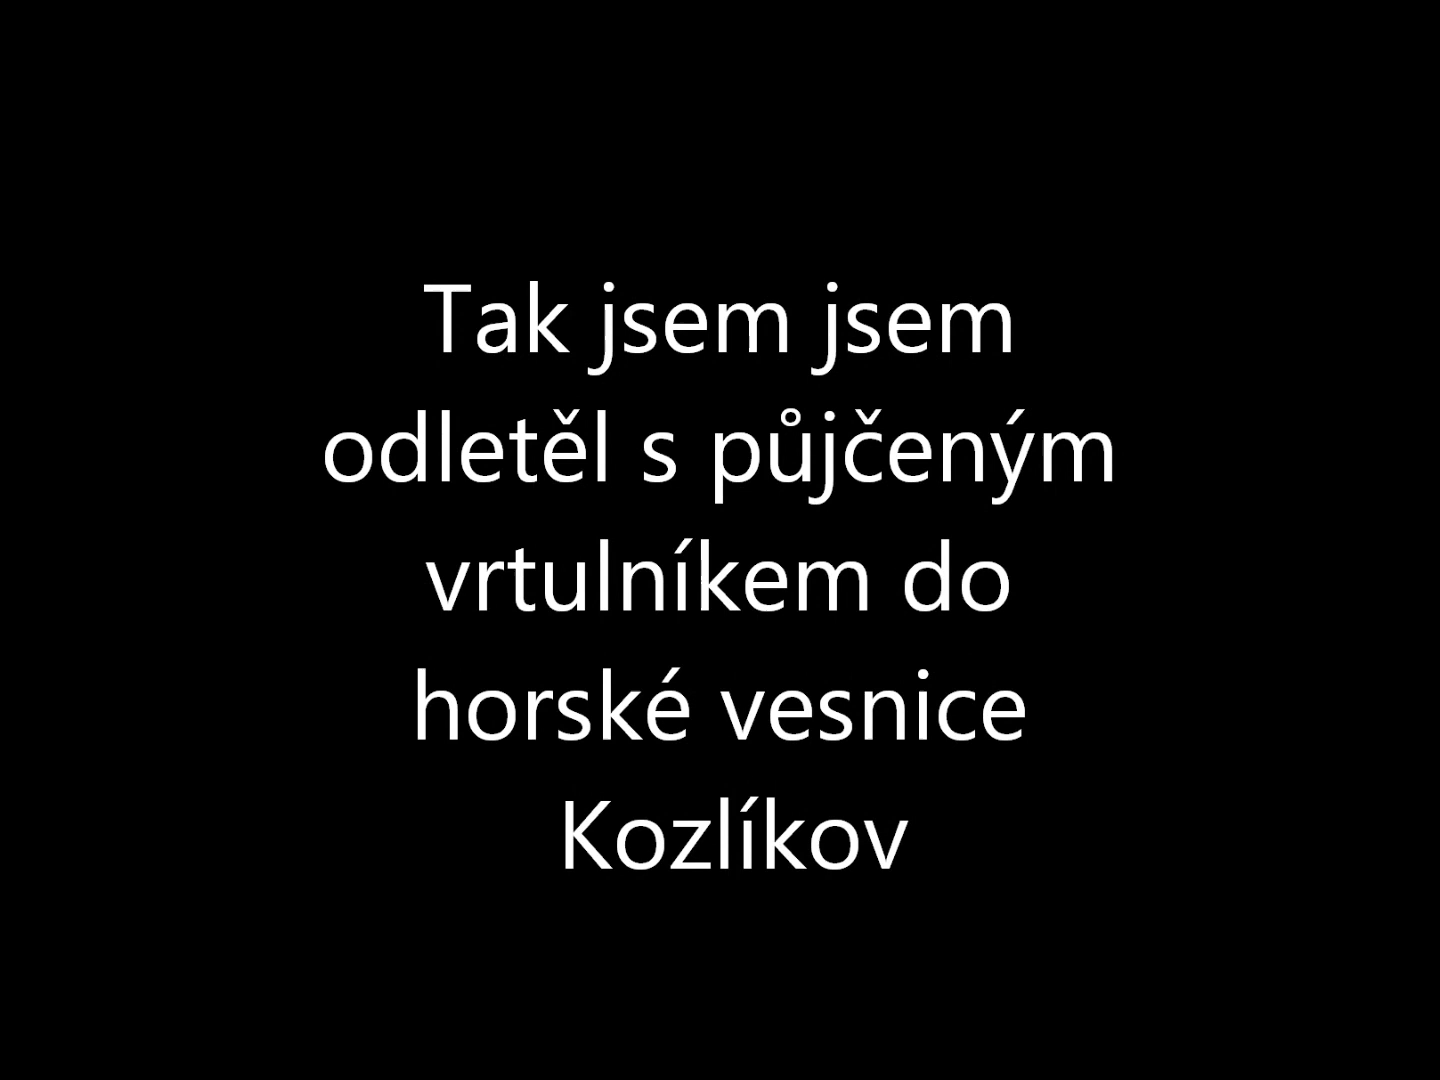 Tak jsem jsem
odletěl s půjčeným
vrtulníkem do
horské vesnice
Kozlíkov